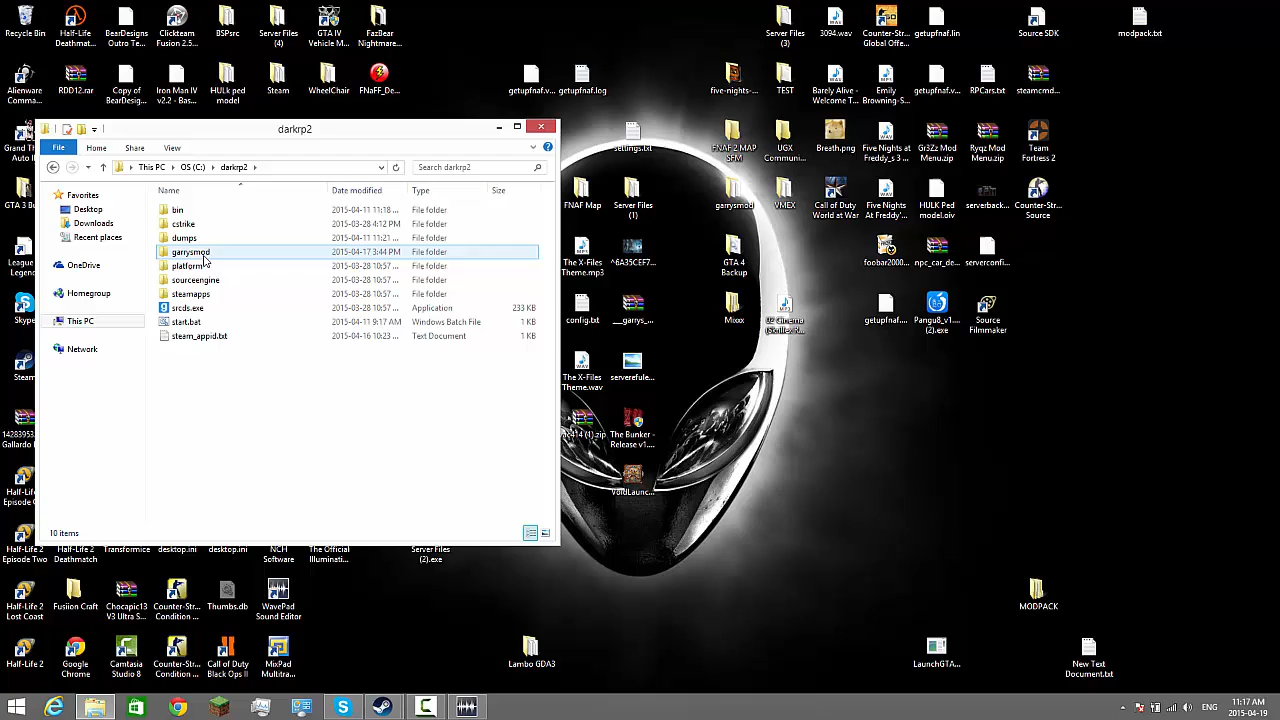 Recycle Bin
Half-Life Deathmat...
BearDesigns Outro Te...
Clickteam Fusion 2.5...
BSPsrc
Server Files (4)
GTA IV Vehicle M...
FazBear Nightmare...
Server Files (3)
3094.wav
Counter-Str... Global Offe...
getupfnaf.lin
Source SDK
modpack.txt
Alienware Comma...
RDD12.rar
Copy of BearDesig...
Iron Man IV v2.2 - Bas...
HULk ped model
Steam
WheelChair
FNaFF_De...
getupfnaf.v...
getupfnaf.log
five-nights-...
TEST
Barely Alive - Welcome T...
Emily Browning-S...
getupfnaf.v...
RPCars.txt
steamcmd...
settings.txt
FNAF 2 MAP SFM
UGX Communi...
Breath.png
Five Nights at Freddy_s 3 ...
Gr3Zz Mod Menu.zip
Ryqz Mod Menu.zip
Team Fortress 2
FNAF Map
Server Files (1)
garrysmod
VMEX
Call of Duty World at War
Five Nights At Freddy'...
HULK Ped model.oiv
serverback...
Counter-St... Source
The X-Files Theme.mp3
^6A35CEF7...
GTA 4 Backup
foobar2000...
npc_car_de...
serverconfi...
config.txt
__garrys_...
Mixxx
getupfnaf....
Pangu8_v1.... (2).exe
Source Filmmaker
The X-Files Theme.wav
serverefule...
The Bunker - Release v1....
VoidLaunc...
darkrp2
File
Home
Share
View
This PC
OS (C:)
darkrp2
Search darkrp2
Favorites
Desktop
Downloads
Recent places
OneDrive
Homegroup
This PC
Network
Name Date modified Type Size
bin 2015-04-11 11:18 ... File folder
cstrike 2015-03-28 4:12 PM File folder
dumps 2015-04-11 11:21 ... File folder
garrysmod 2015-04-17 3:44 PM File folder
platform 2015-03-28 10:57 ... File folder
sourceengine 2015-03-28 10:57 ... File folder
steamapps 2015-03-28 10:57 ... File folder
srcds.exe 2015-03-28 10:57 ... Application 233 KB
start.bat 2015-04-11 9:17 AM Windows Batch File 1 KB
steam_appid.txt 2015-04-16 10:23 ... Text Document 1 KB
10 items
Half-Life 2 Episode Two
Half-Life 2 Deathmatch
Transformice
desktop.ini
desktop.ini
NCH Software
The Official Illuminati...
Server Files (2).exe
Half-Life 2 Lost Coast
Fusiion Craft
Chocapic13 V3 Ultra S...
Counter-Str... Condition ...
Thumbs.db
WavePad Sound Editor
MODPACK
Half-Life 2
Google Chrome
Camtasia Studio 8
Counter-Str... Condition ...
Call of Duty Black Ops II
MixPad Multitra...
Lambo GDA3
LaunchGTA...
New Text Document.txt
ENG
11:17 AM
2015-04-19